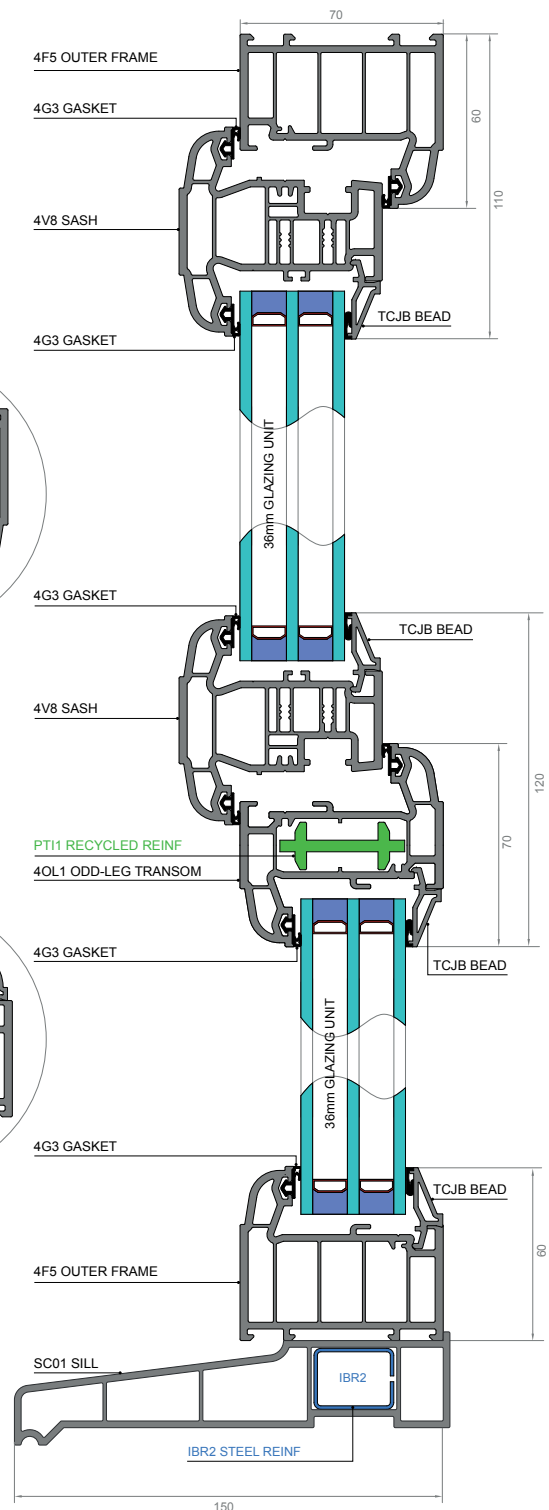 70
4F5 OUTER FRAME
4G3 GASKET
60
110
4V8 SASH
TCJB BEAD
4G3 GASKET
36mm GLAZING UNIT
4G3 GASKET
TCJB BEAD
4V8 SASH
120
70
PTI1 RECYCLED REINF
4OL1 ODD-LEG TRANSOM
4G3 GASKET
TCJB BEAD
36mm GLAZING UNIT
4G3 GASKET
TCJB BEAD
60
4F5 OUTER FRAME
SC01 SILL
IBR2
IBR2 STEEL REINF
150